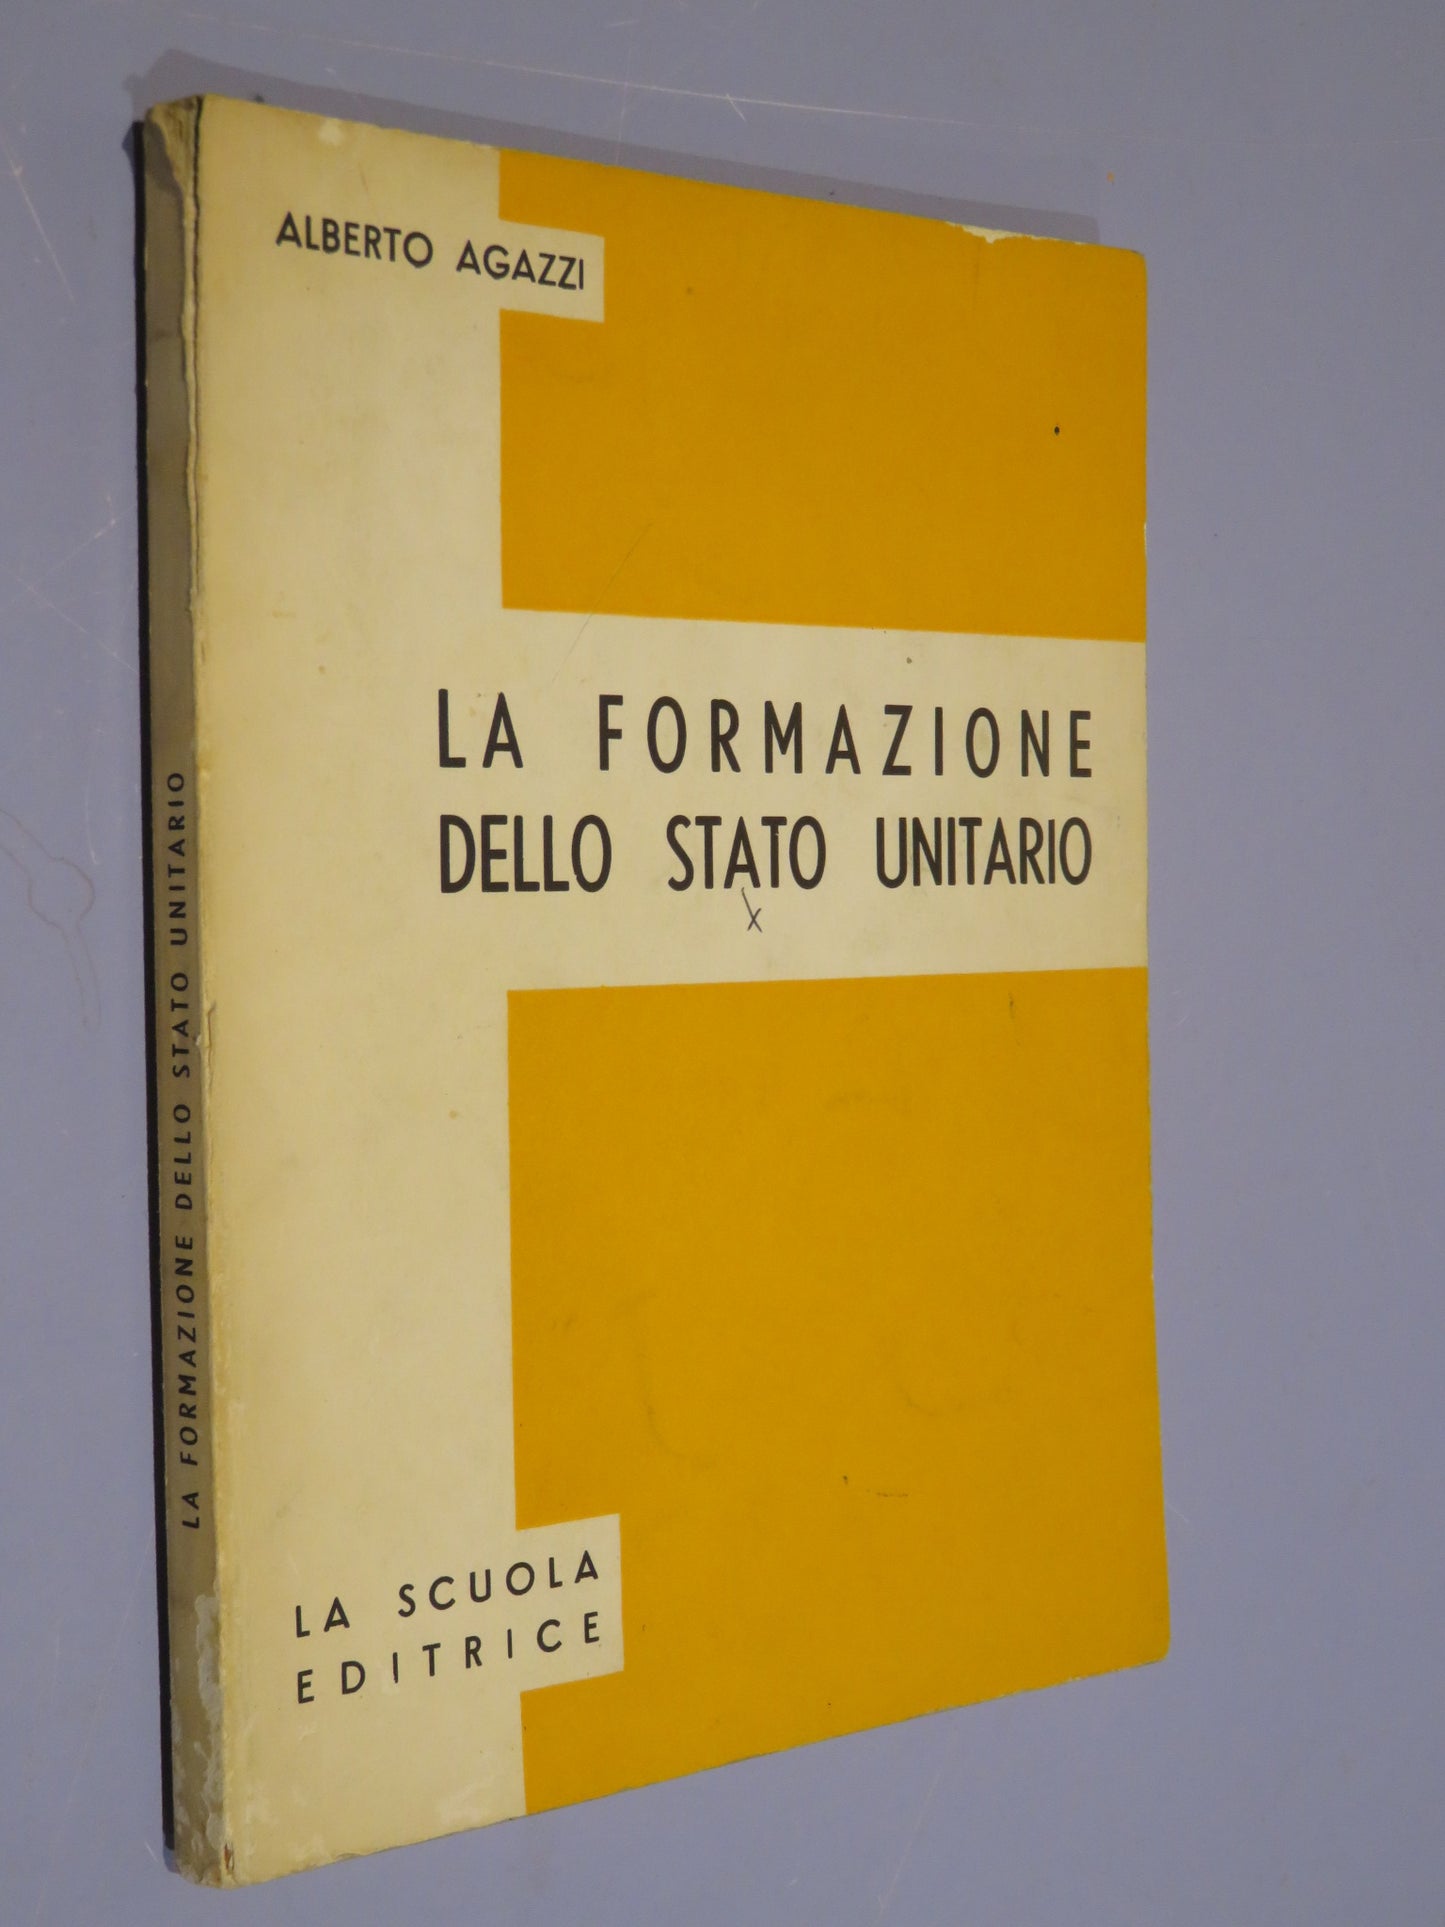 ALBERTO AGAZZI
LA FORMAZIONE
DELLO STATO UNITARIO
LA SCUOLA
EDITRICE
LA FORMAZIONE DELLO STATO UNITARIO